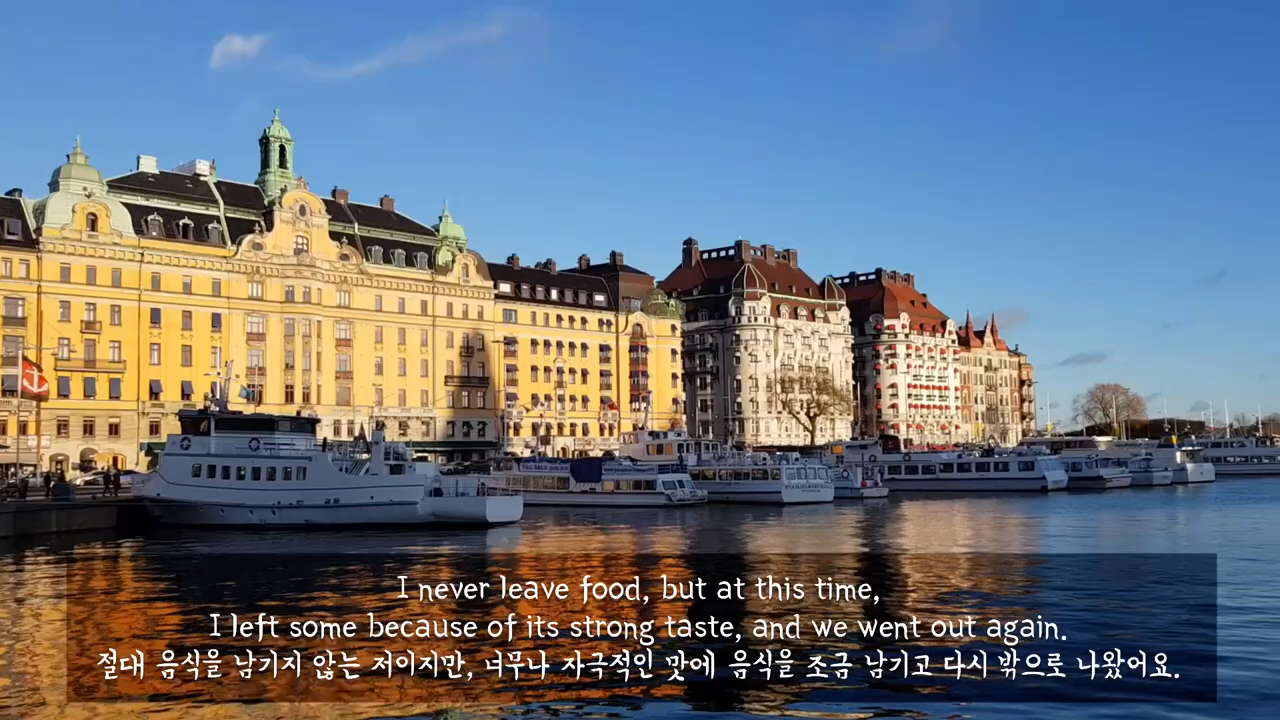 TILL SALU
I never leave food, but at this time,
I left some because of its strong taste, and we went out again.
절대 음식을 남기지 않는 저이지만, 너무나 자극적인 맛에 음식을 조금 남기고 다시 밖으로 나왔어요.